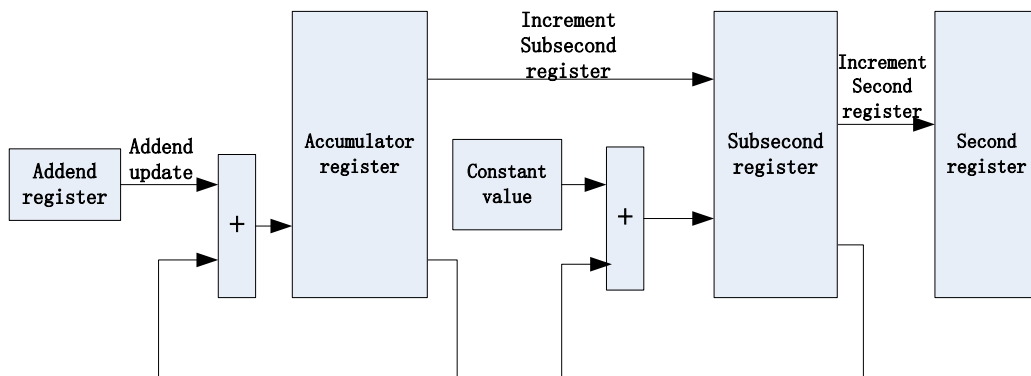 Increment
Subsecond
register
Increment
Second
register
Addend
register
Addend
update
+
Accumulator
register
Constant
value
+
Subsecond
register
Second
register